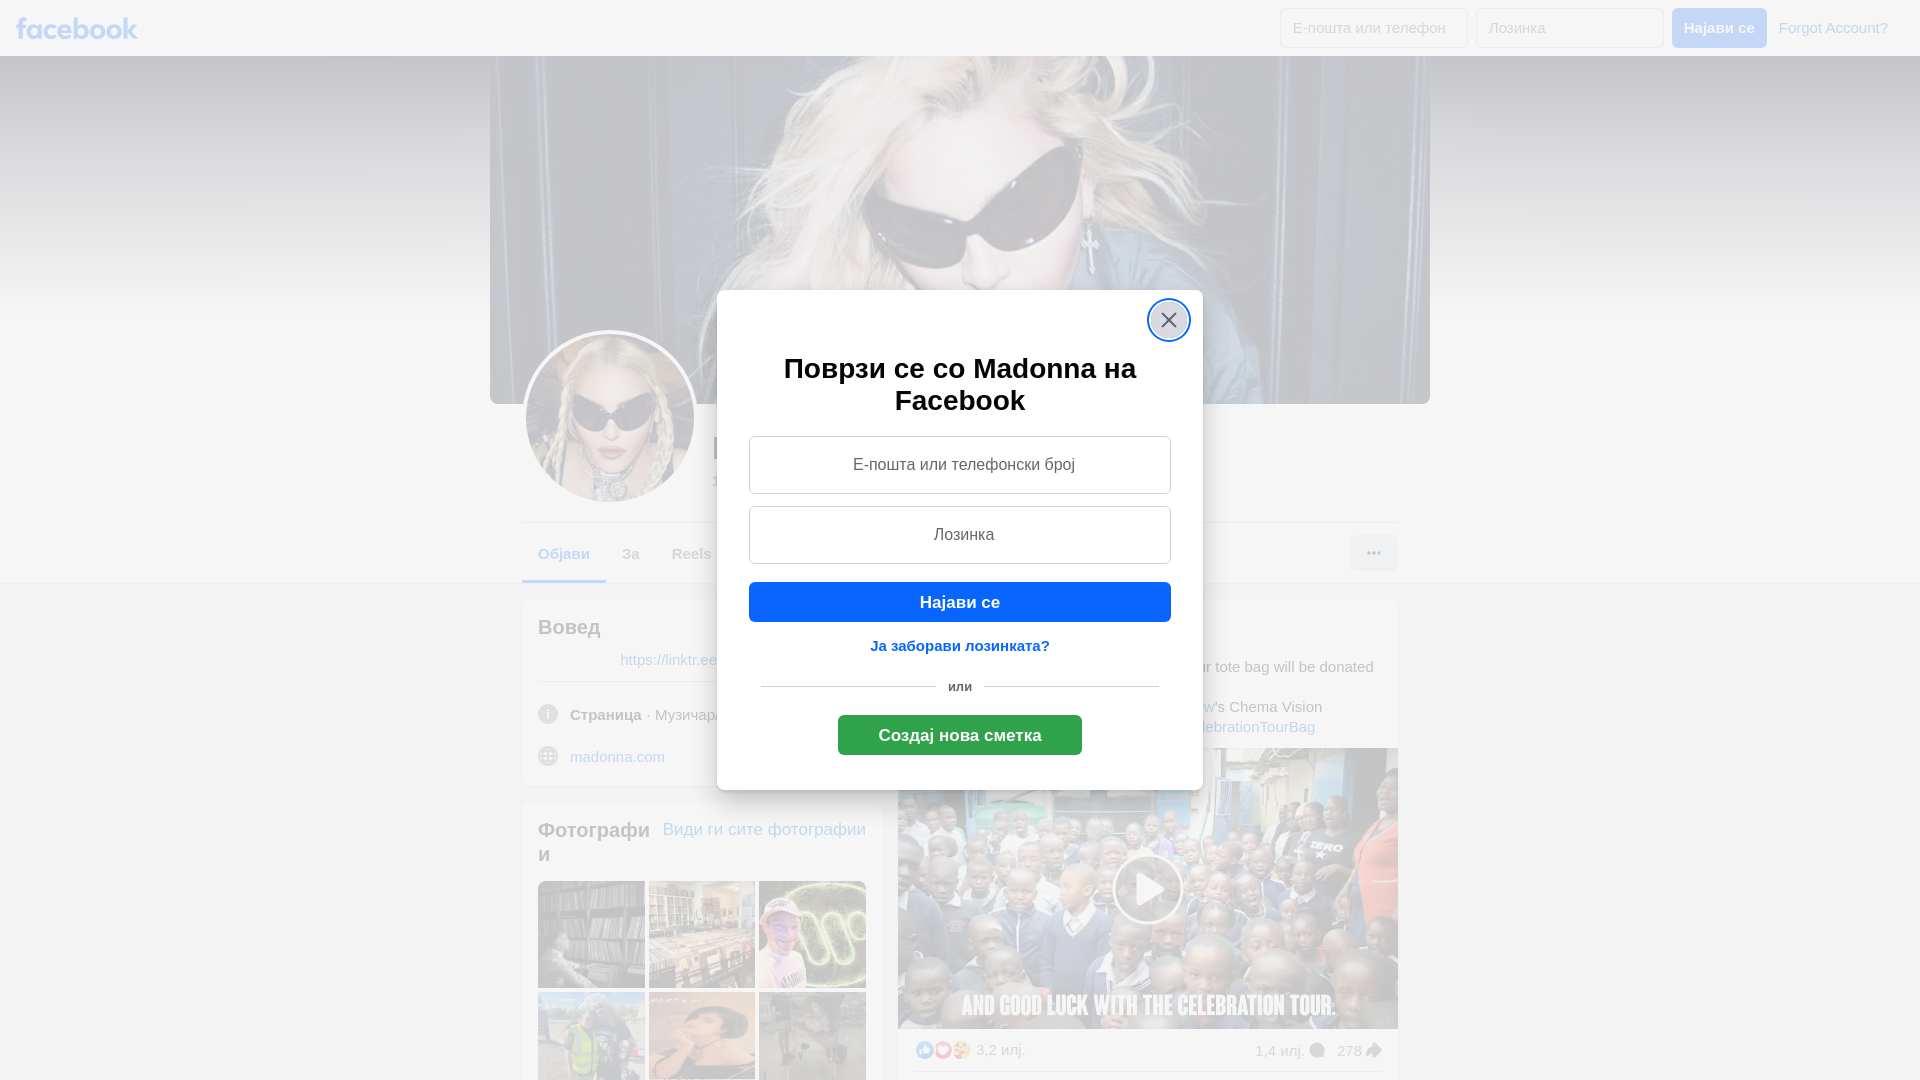 facebook
Е-пошта или телефон
Лозинка
Најави се
Forgot Account?
Поврзи се со Madonna на
Facebook
Е-пошта или телефонски број
Лозинка
Најави се
Ја заборави лозинката?
или
Создај нова сметка
Објави
За
Reels
Вовед
https://linktr.ee
Страница · Музичар/
madonna.com
Фотографи
и
Види ги сите фотографии
tote bag will be donated
's Chema Vision
lebrationTourBag
ZERO
AND GOOD LUCK WITH THE CELEBRATION TOUR.
3,2 илј.
1,4 илј.
278